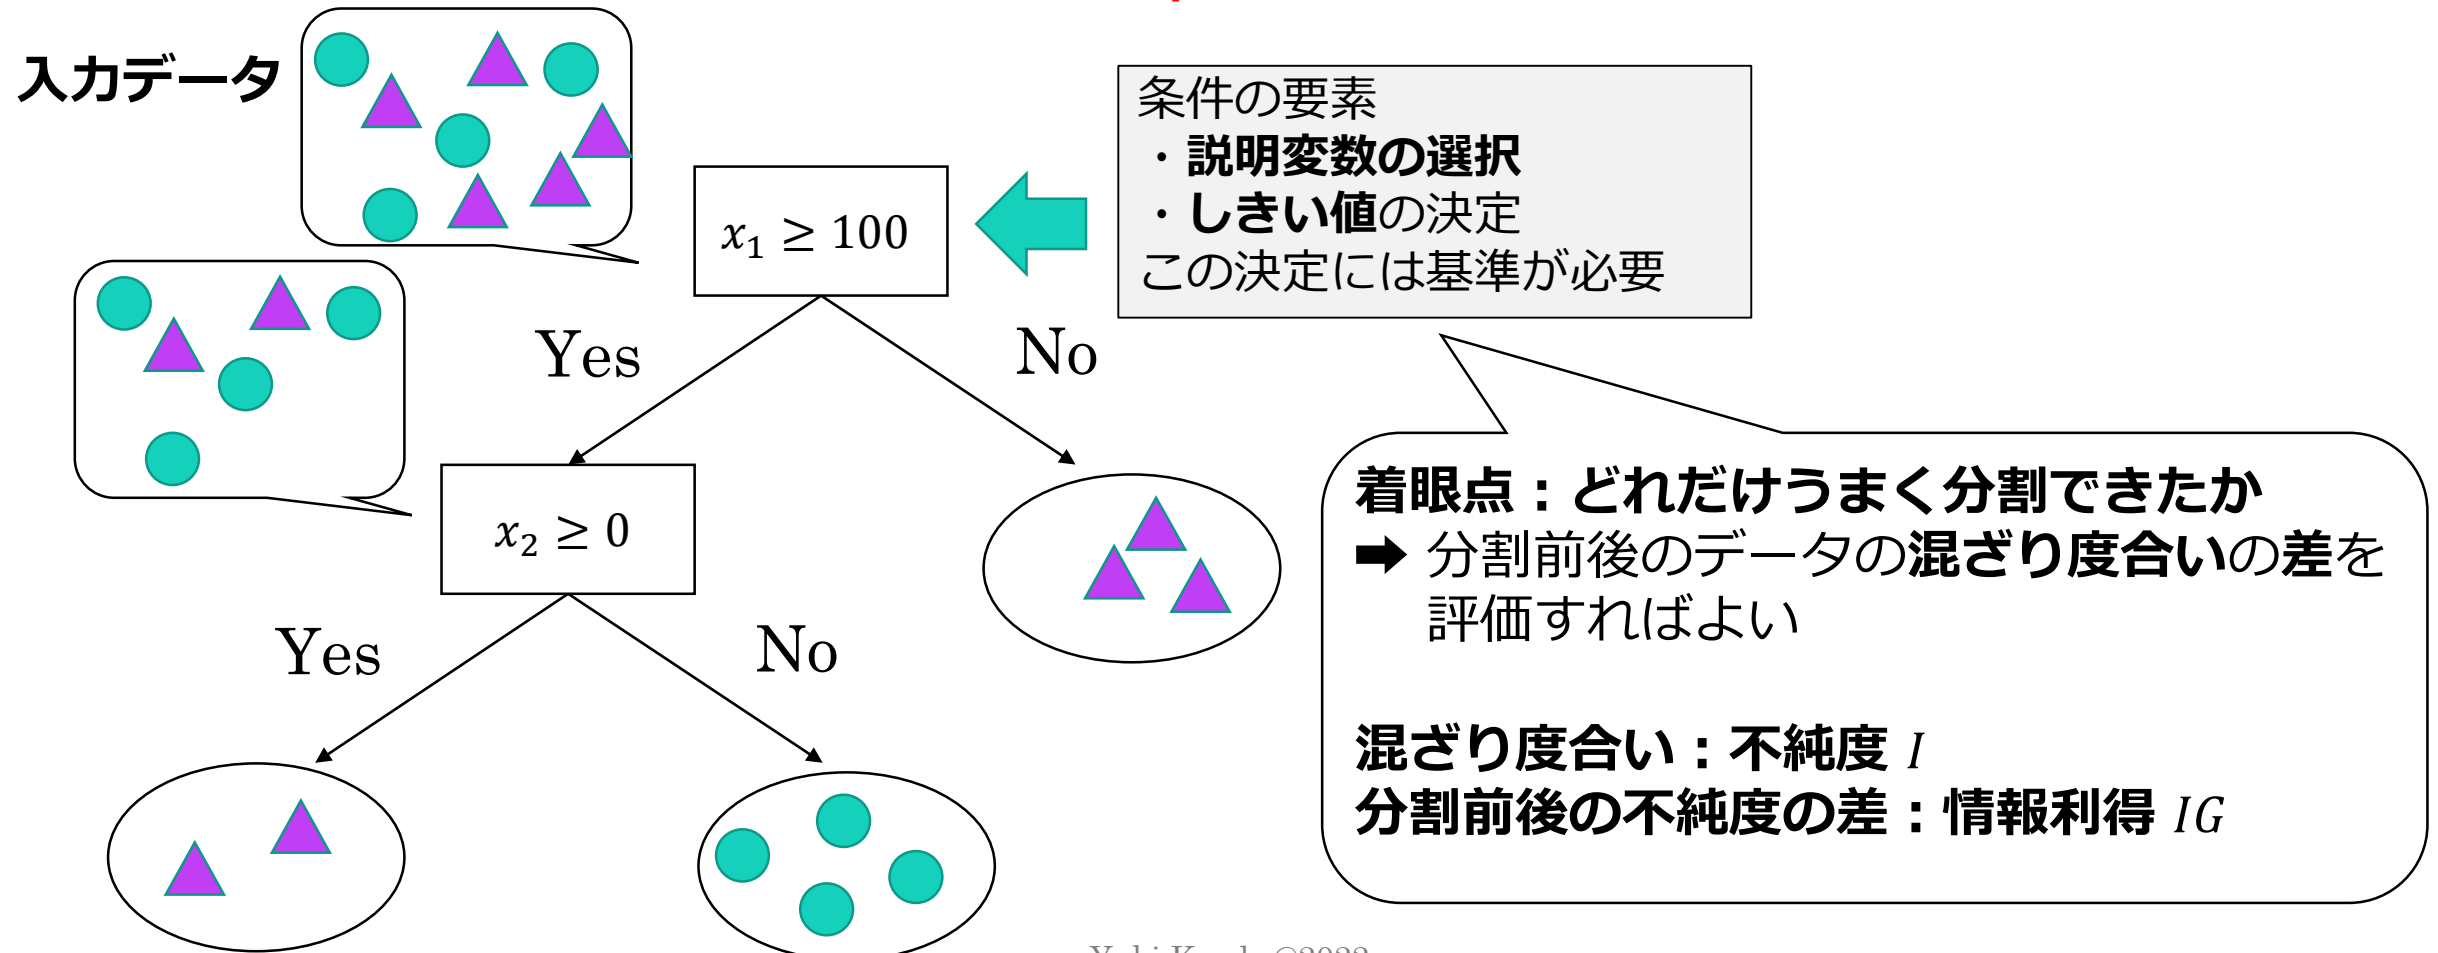 入力データ
条件の要素
・説明変数の選択
・しきい値の決定
この決定には基準が必要
x₁ ≥ 100
Yes
No
x₂ ≥ 0
Yes
No
着眼点：どれだけうまく分割できたか
➡ 分割前後のデータの混ざり度合いの差を
評価すればよい
混ざり度合い：不純度 I
分割前後の不純度の差：情報利得 IG